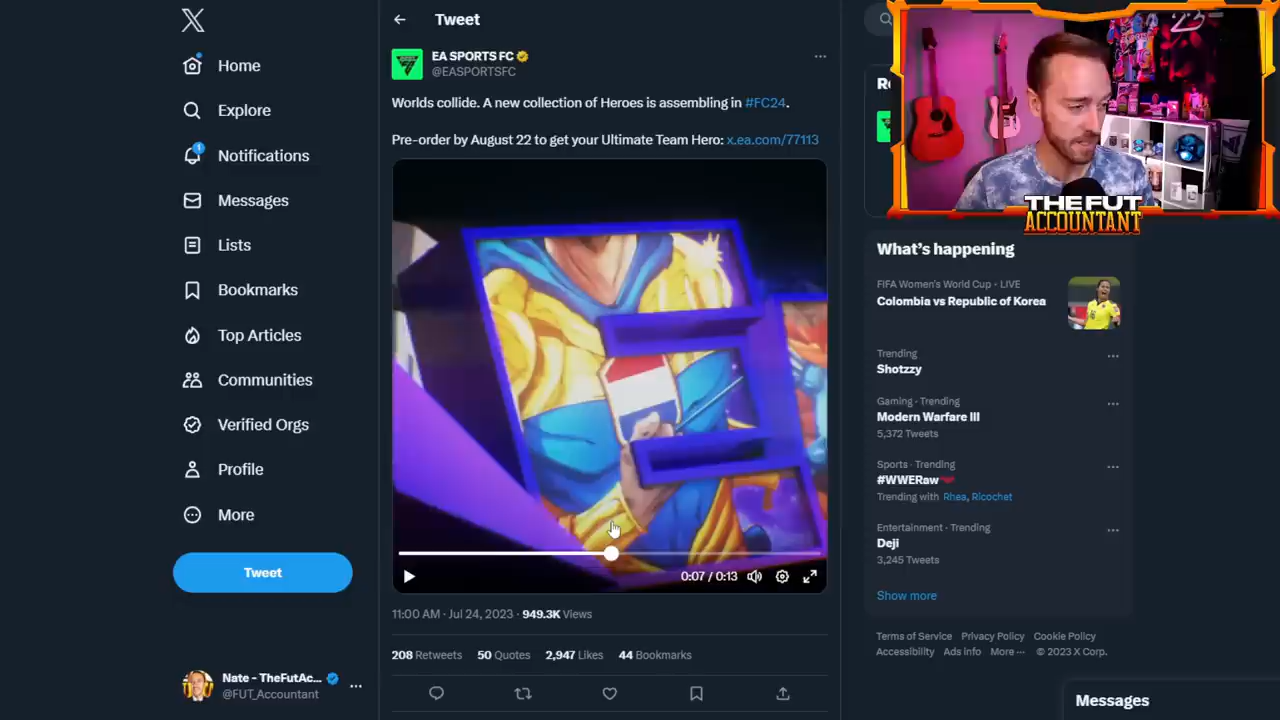 Home
Explore
1
Notifications
Messages
Lists
Bookmarks
Top Articles
Communities
Verified Orgs
Profile
More
Tweet
Nate - TheFutAc...
@FUT_Accountant
Tweet
EA SPORTS FC
@EASPORTSFC
Worlds collide. A new collection of Heroes is assembling in #FC24.
Pre-order by August 22 to get your Ultimate Team Hero: x.ea.com/77113
0:07 / 0:13
11:00 AM · Jul 24, 2023 · 949.3K Views
208 Retweets 50 Quotes 2,947 Likes 44 Bookmarks
THE FUT
ACCOUNTANT
What's happening
FIFA Women's World Cup · LIVE
Colombia vs Republic of Korea
Trending
Shotzzy
Gaming · Trending
Modern Warfare III
5,372 Tweets
Sports · Trending
#WWERaw
Trending with Rhea, Ricochet
Entertainment · Trending
Deji
3,245 Tweets
Show more
Terms of Service Privacy Policy Cookie Policy
Accessibility Ads info More ··· © 2023 X Corp.
Messages